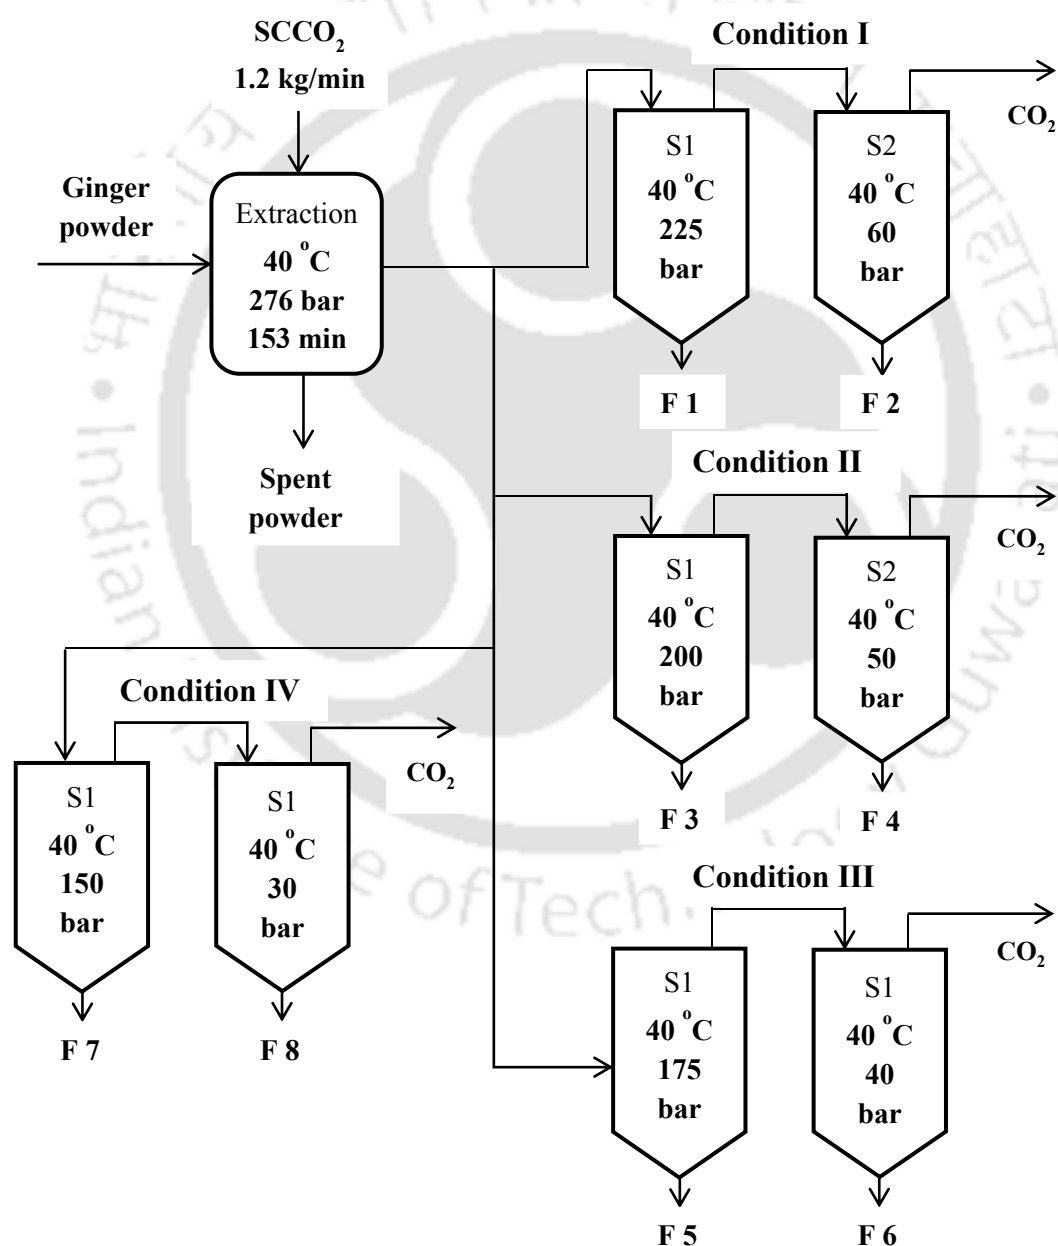 SCCO₂
1.2 kg/min
Ginger
powder
Extraction
40 °C
276 bar
153 min
Spent
powder
Condition I
S1
40 °C
225
bar
S2
40 °C
60
bar
CO₂
F 1
F 2
Condition II
S1
40 °C
200
bar
S2
40 °C
50
bar
CO₂
F 3
F 4
Condition IV
S1
40 °C
150
bar
S1
40 °C
30
bar
CO₂
F 7
F 8
Condition III
S1
40 °C
175
bar
S1
40 °C
40
bar
CO₂
F 5
F 6
Indian
of Tech